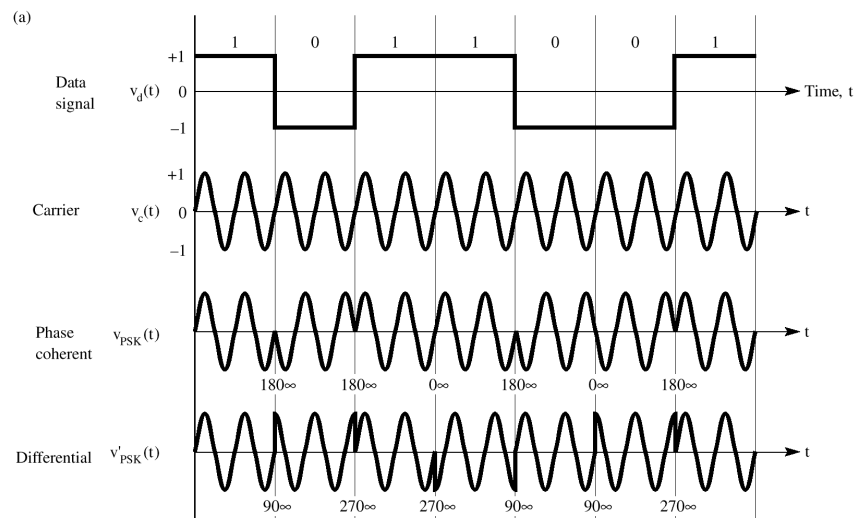 (a)
1 0 1 1 0 0 1
+1
Data
signal
v_d(t)
0
Time, t
−1
+1
Carrier
v_c(t)
0
t
−1
Phase
coherent
v_PSK(t)
t
180∞ 180∞ 0∞ 180∞ 0∞ 180∞
Differential
v'_PSK(t)
t
90∞ 270∞ 270∞ 90∞ 90∞ 270∞